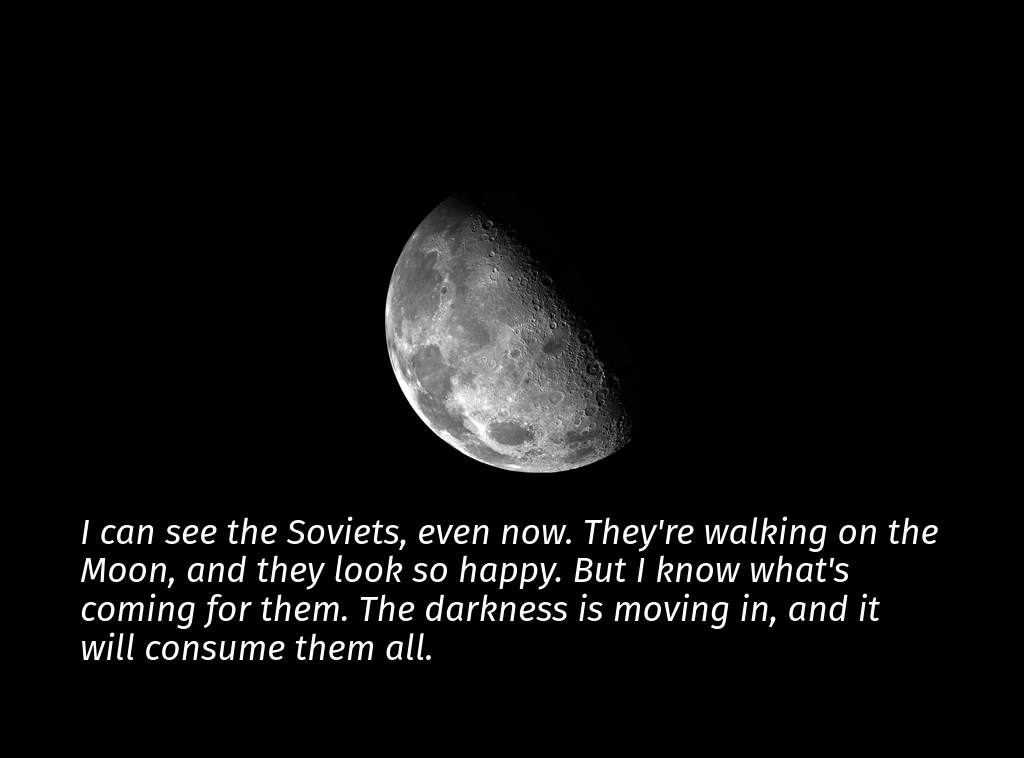 I can see the Soviets, even now. They're walking on the
Moon, and they look so happy. But I know what's
coming for them. The darkness is moving in, and it
will consume them all.